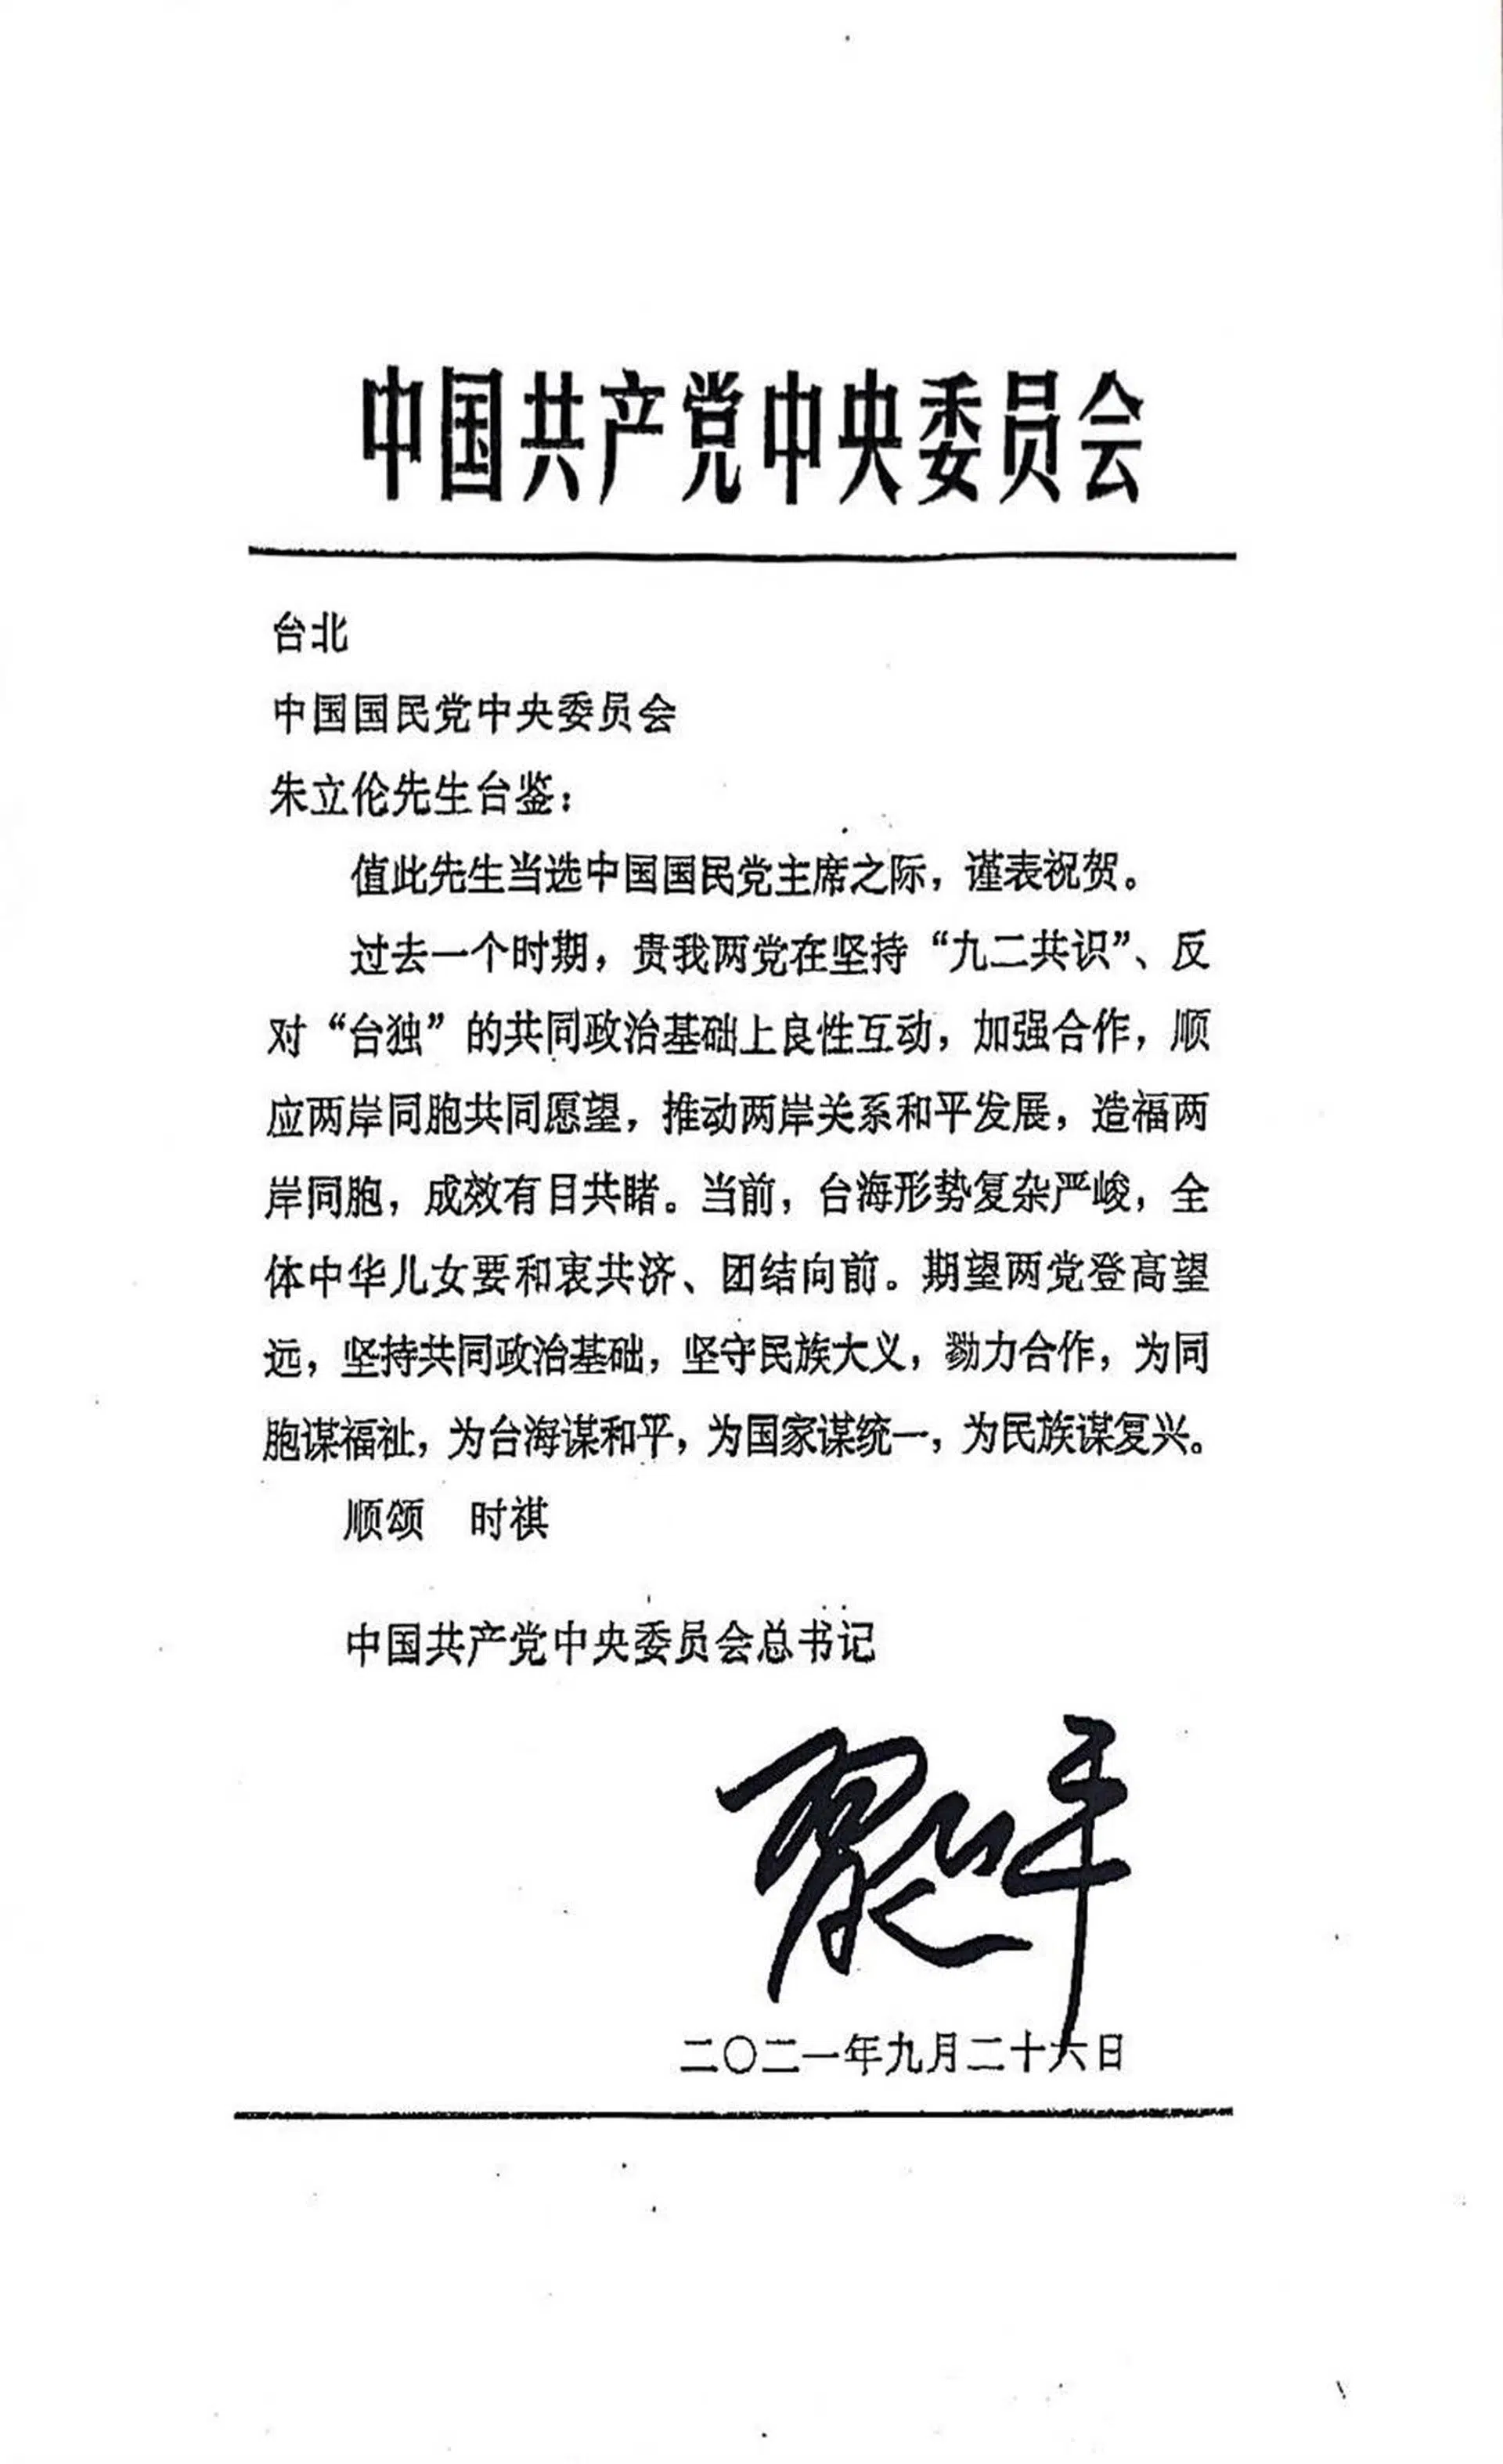 中国共产党中央委员会
台北
中国国民党中央委员会
朱立伦先生台鉴：
值此先生当选中国国民党主席之际，谨表祝贺。
过去一个时期，贵我两党在坚持“九二共识”、反
对“台独”的共同政治基础上良性互动，加强合作，顺
应两岸同胞共同愿望，推动两岸关系和平发展，造福两
岸同胞，成效有目共睹。当前，台海形势复杂严峻，全
体中华儿女要和衷共济、团结向前。期望两党登高望
远，坚持共同政治基础，坚守民族大义，勠力合作，为同
胞谋福祉，为台海谋和平，为国家谋统一，为民族谋复兴。
顺颂　时祺
中国共产党中央委员会总书记
习近平
二〇二一年九月二十六日